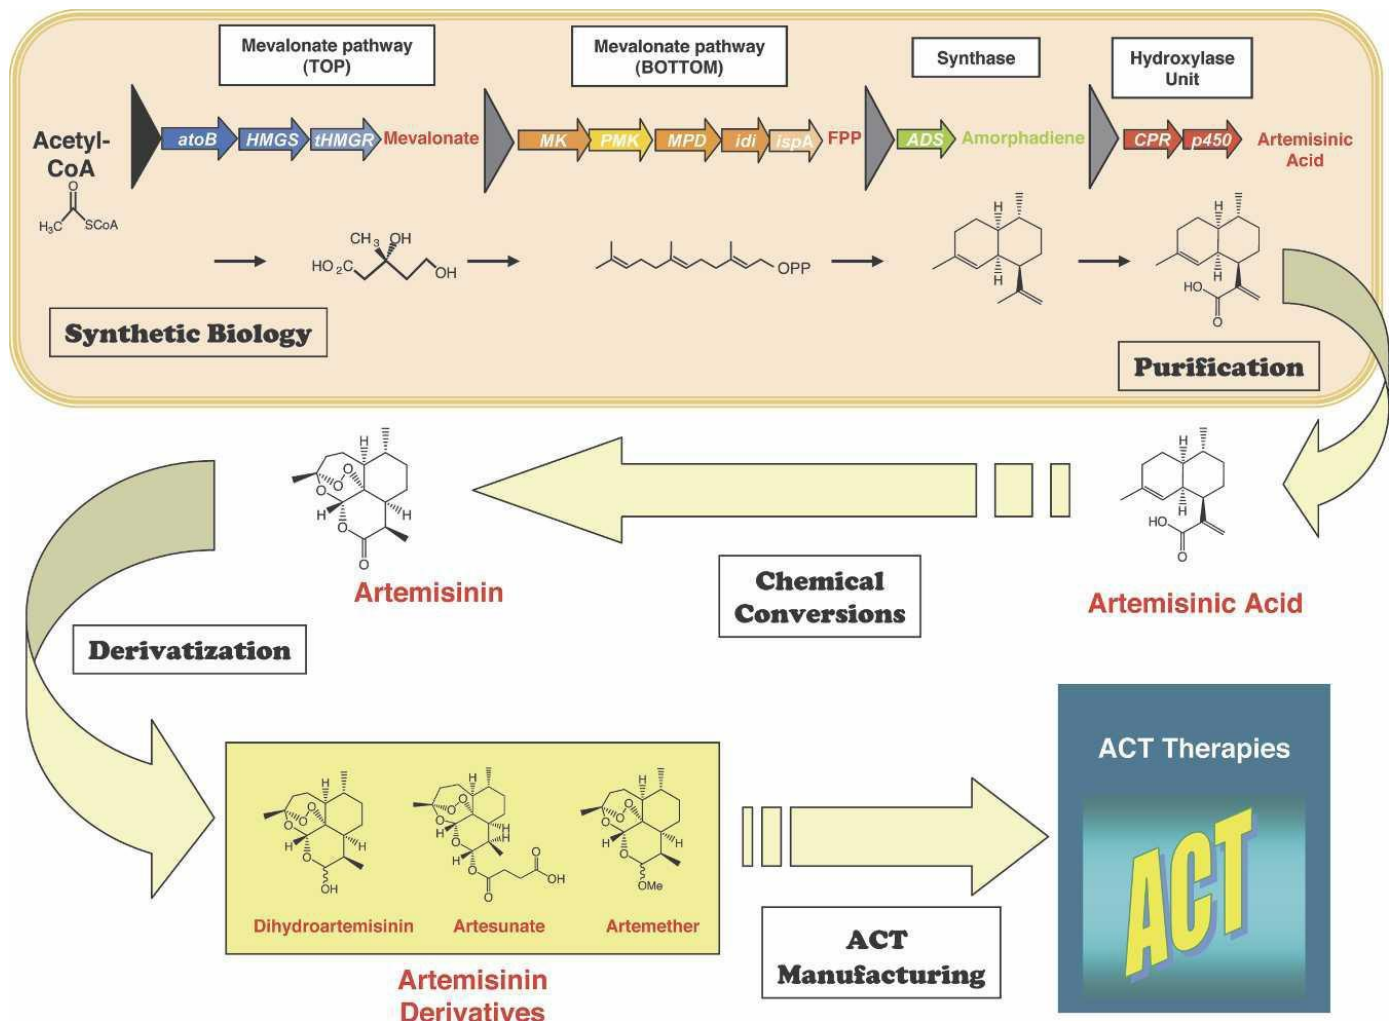 Mevalonate pathway
(TOP)
Mevalonate pathway
(BOTTOM)
Synthase
Hydroxylase
Unit
Acetyl-
CoA
atoB
HMGS
tHMGR
Mevalonate
MK
PMK
MPD
idi
ispA
FPP
ADS
Amorphadiene
CPR
p450
Artemisinic
Acid
O
H3C
SCoA
CH3
OH
HO2C
OH
OPP
H
H
H
H
HO
O
Synthetic Biology
Purification
H
O
O
O
H
H
O
O
Artemisinin
Chemical
Conversions
H
H
HO
O
Artemisinic Acid
Derivatization
H
O
O
O
H
H
O
OH
Dihydroartemisinin
H
O
O
O
H
H
H
H
O
O
O
O
OH
Artesunate
H
O
O
O
H
H
O
OMe
Artemether
Artemisinin
Derivatives
ACT
Manufacturing
ACT Therapies
ACT